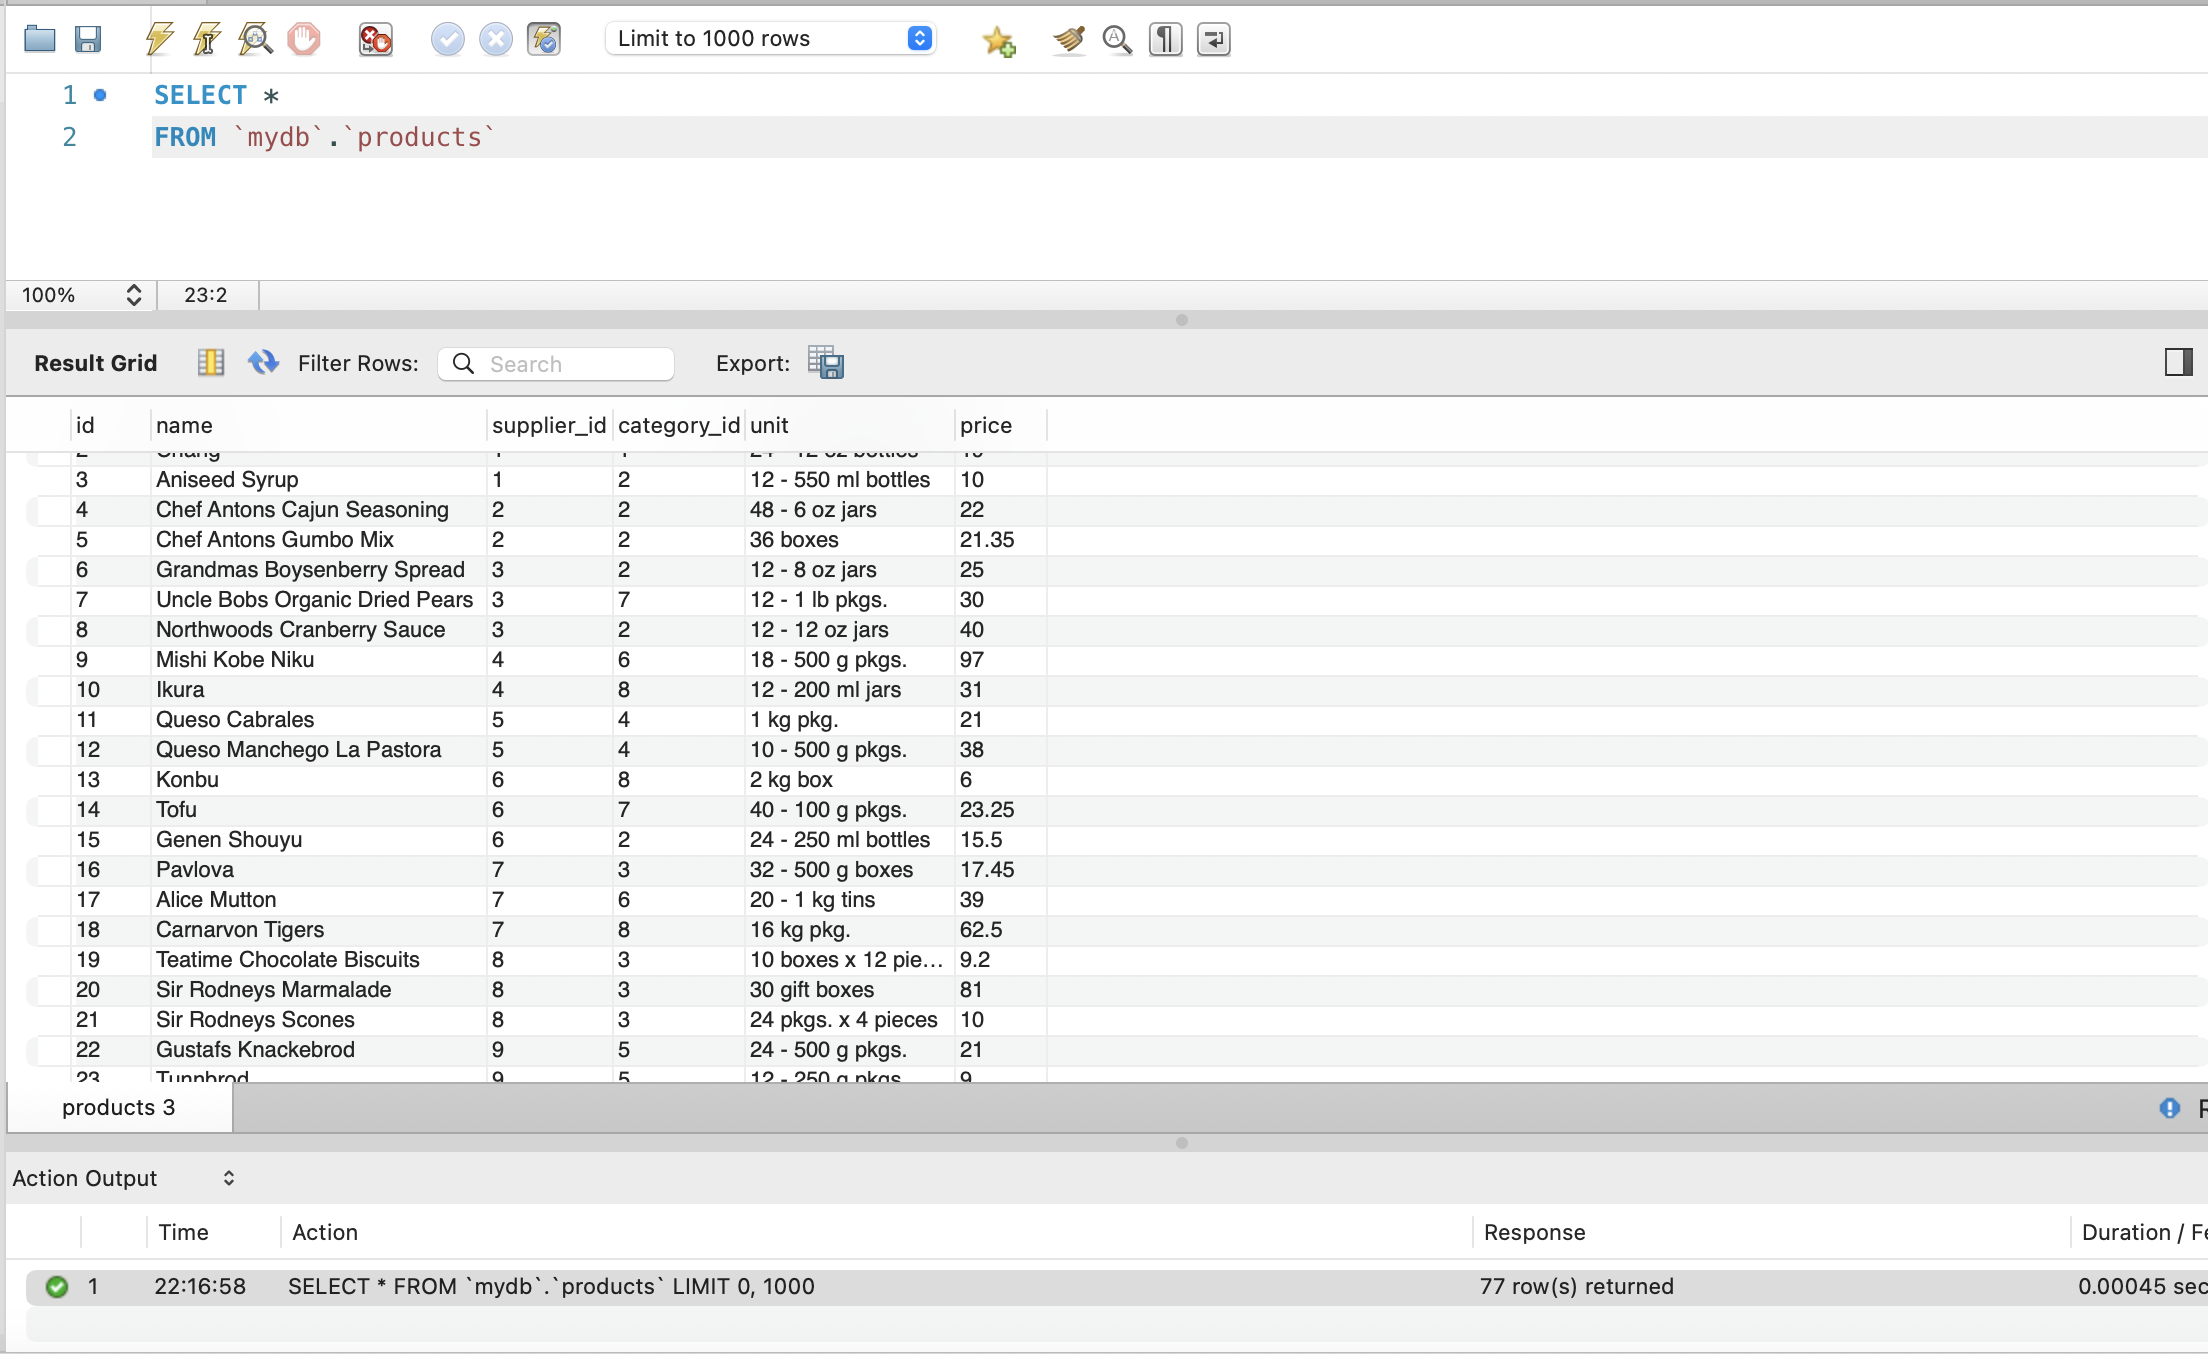 Limit to 1000 rows
1 SELECT *
2 FROM `mydb`.`products`
100% 23:2
Result Grid Filter Rows: Search Export:
id name supplier_id category_id unit price
2 Chang 1 1 24 - 12 oz bottles 19
3 Aniseed Syrup 1 2 12 - 550 ml bottles 10
4 Chef Antons Cajun Seasoning 2 2 48 - 6 oz jars 22
5 Chef Antons Gumbo Mix 2 2 36 boxes 21.35
6 Grandmas Boysenberry Spread 3 2 12 - 8 oz jars 25
7 Uncle Bobs Organic Dried Pears 3 7 12 - 1 lb pkgs. 30
8 Northwoods Cranberry Sauce 3 2 12 - 12 oz jars 40
9 Mishi Kobe Niku 4 6 18 - 500 g pkgs. 97
10 Ikura 4 8 12 - 200 ml jars 31
11 Queso Cabrales 5 4 1 kg pkg. 21
12 Queso Manchego La Pastora 5 4 10 - 500 g pkgs. 38
13 Konbu 6 8 2 kg box 6
14 Tofu 6 7 40 - 100 g pkgs. 23.25
15 Genen Shouyu 6 2 24 - 250 ml bottles 15.5
16 Pavlova 7 3 32 - 500 g boxes 17.45
17 Alice Mutton 7 6 20 - 1 kg tins 39
18 Carnarvon Tigers 7 8 16 kg pkg. 62.5
19 Teatime Chocolate Biscuits 8 3 10 boxes x 12 pie... 9.2
20 Sir Rodneys Marmalade 8 3 30 gift boxes 81
21 Sir Rodneys Scones 8 3 24 pkgs. x 4 pieces 10
22 Gustafs Knackebrod 9 5 24 - 500 g pkgs. 21
23 Tunnbrod 9 5 12 - 250 g pkgs. 9
products 3
Action Output
Time Action Response Duration / Fe
1 22:16:58 SELECT * FROM `mydb`.`products` LIMIT 0, 1000 77 row(s) returned 0.00045 sec